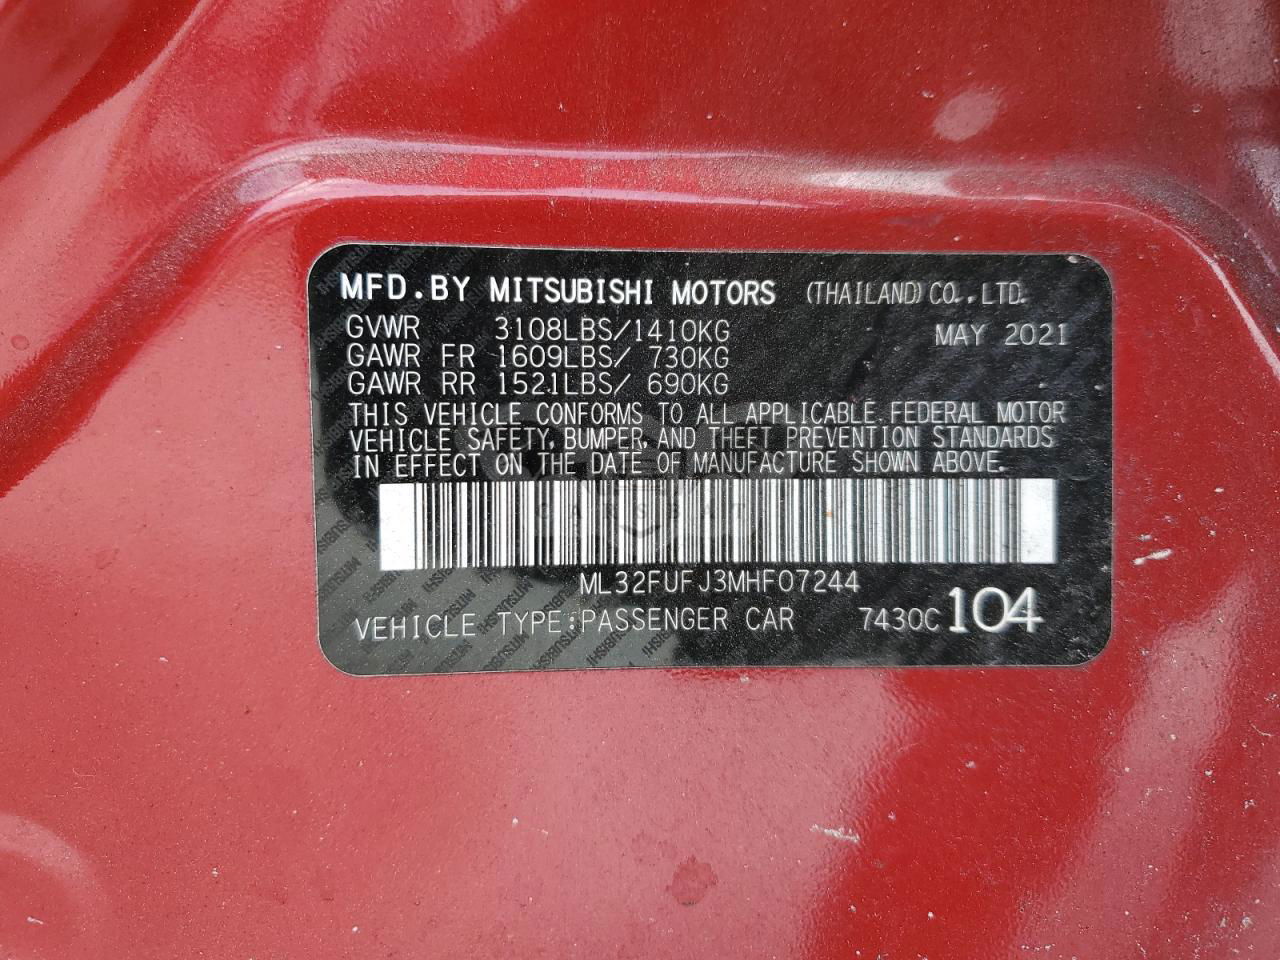 MFD.BY MITSUBISHI MOTORS (THAILAND) CO.,LTD.
GVWR 3108LBS/1410KG MAY 2021
GAWR FR 1609LBS/ 730KG
GAWR RR 1521LBS/ 690KG
THIS VEHICLE CONFORMS TO ALL APPLICABLE FEDERAL MOTOR
VEHICLE SAFETY, BUMPER, AND THEFT PREVENTION STANDARDS
IN EFFECT ON THE DATE OF MANUFACTURE SHOWN ABOVE.
ML32FUFJ3MHF07244
VEHICLE TYPE:PASSENGER CAR 7430C 104